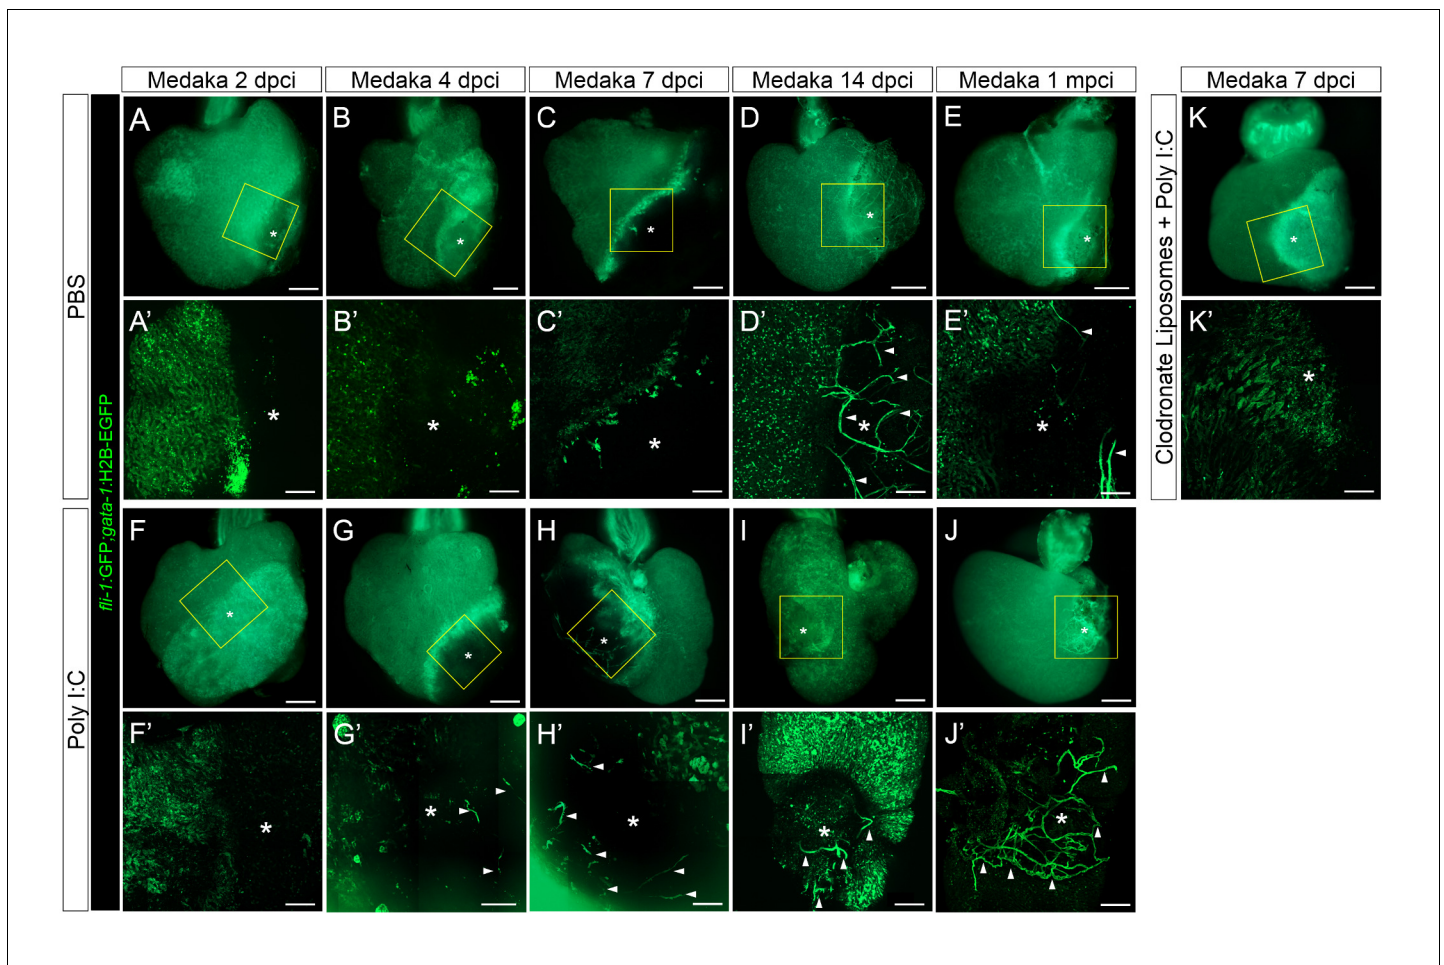 Medaka 2 dpci
Medaka 4 dpci
Medaka 7 dpci
Medaka 14 dpci
Medaka 1 mpci
Medaka 7 dpci
PBS
fli-1:GFP;gata-1:H2B-EGFP
Clodronate Liposomes + Poly I:C
A
B
C
D
E
K
A’
B’
C’
D’
E’
K’
Poly I:C
F
G
H
I
J
F’
G’
H’
I’
J’